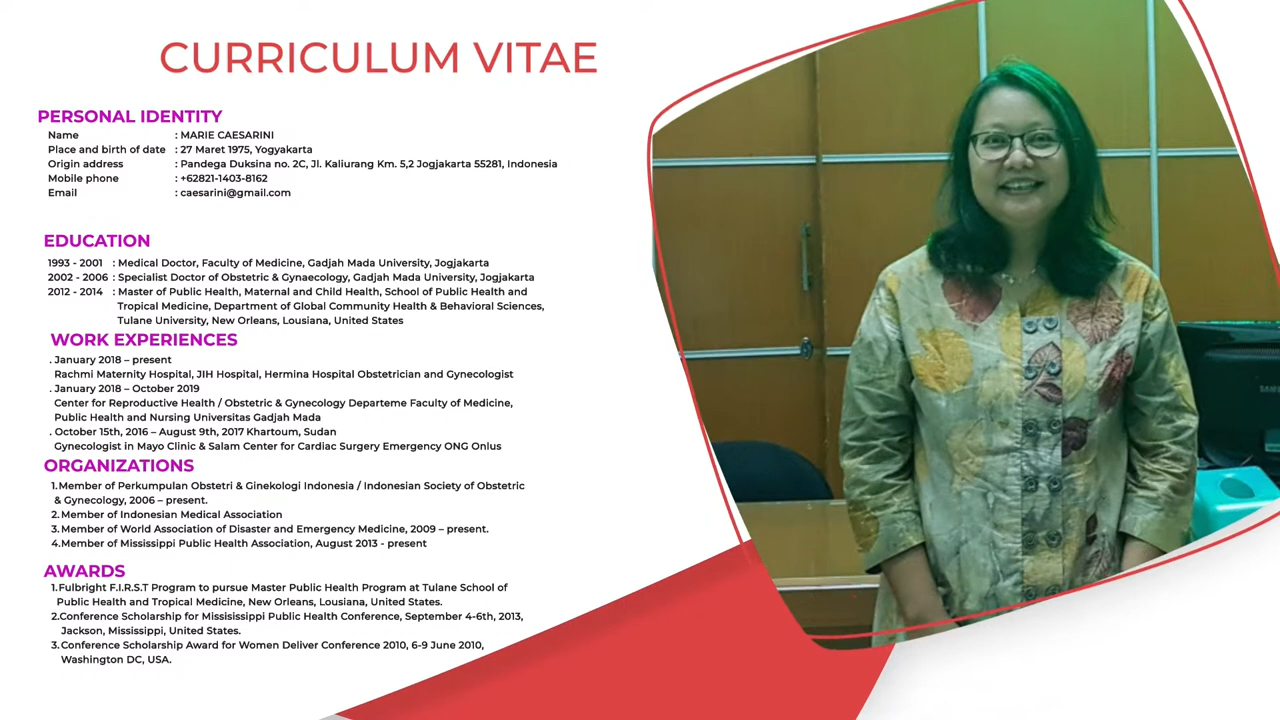 CURRICULUM VITAE
PERSONAL IDENTITY
Name : MARIE CAESARINI
Place and birth of date : 27 Maret 1975, Yogyakarta
Origin address : Pandega Duksina no. 2C, Jl. Kaliurang Km. 5,2 Jogjakarta 55281, Indonesia
Mobile phone : +62821-1403-8162
Email : caesarini@gmail.com
EDUCATION
1993 - 2001 : Medical Doctor, Faculty of Medicine, Gadjah Mada University, Jogjakarta
2002 - 2006 : Specialist Doctor of Obstetric & Gynaecology, Gadjah Mada University, Jogjakarta
2012 - 2014 : Master of Public Health, Maternal and Child Health, School of Public Health and
Tropical Medicine, Department of Global Community Health & Behavioral Sciences,
Tulane University, New Orleans, Lousiana, United States
WORK EXPERIENCES
. January 2018 – present
Rachmi Maternity Hospital, JIH Hospital, Hermina Hospital Obstetrician and Gynecologist
. January 2018 – October 2019
Center for Reproductive Health / Obstetric & Gynecology Departeme Faculty of Medicine,
Public Health and Nursing Universitas Gadjah Mada
. October 15th, 2016 – August 9th, 2017 Khartoum, Sudan
Gynecologist in Mayo Clinic & Salam Center for Cardiac Surgery Emergency ONG Onlus
ORGANIZATIONS
1.Member of Perkumpulan Obstetri & Ginekologi Indonesia / Indonesian Society of Obstetric
& Gynecology, 2006 – present.
2.Member of Indonesian Medical Association
3.Member of World Association of Disaster and Emergency Medicine, 2009 – present.
4.Member of Mississippi Public Health Association, August 2013 - present
AWARDS
1.Fulbright F.I.R.S.T Program to pursue Master Public Health Program at Tulane School of
Public Health and Tropical Medicine, New Orleans, Lousiana, United States.
2.Conference Scholarship for Missisissippi Public Health Conference, September 4-6th, 2013,
Jackson, Mississippi, United States.
3.Conference Scholarship Award for Women Deliver Conference 2010, 6-9 June 2010,
Washington DC, USA.